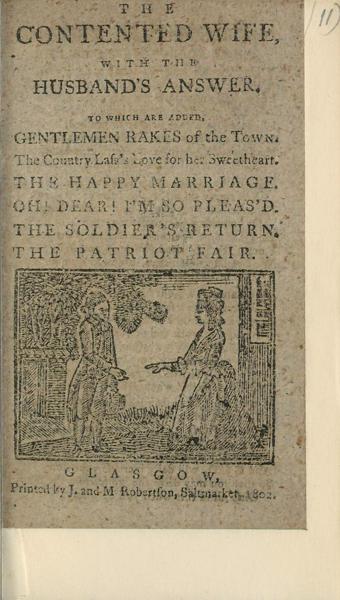 11)
THE
CONTENTED WIFE,
WITH THE
HUSBAND'S ANSWER.
TO WHICH ARE ADDED,
GENTLEMEN RAKES of the TOWN.
The Country Laſs's Love for her Sweetheart.
THE HAPPY MARRIAGE.
OH! DEAR! I'M SO PLEAS'D.
THE SOLDIER'S RETURN.
THE PATRIOT FAIR.
GLASGOW,
Printed by J. and M Robertſon, Saltmarket, 1802.